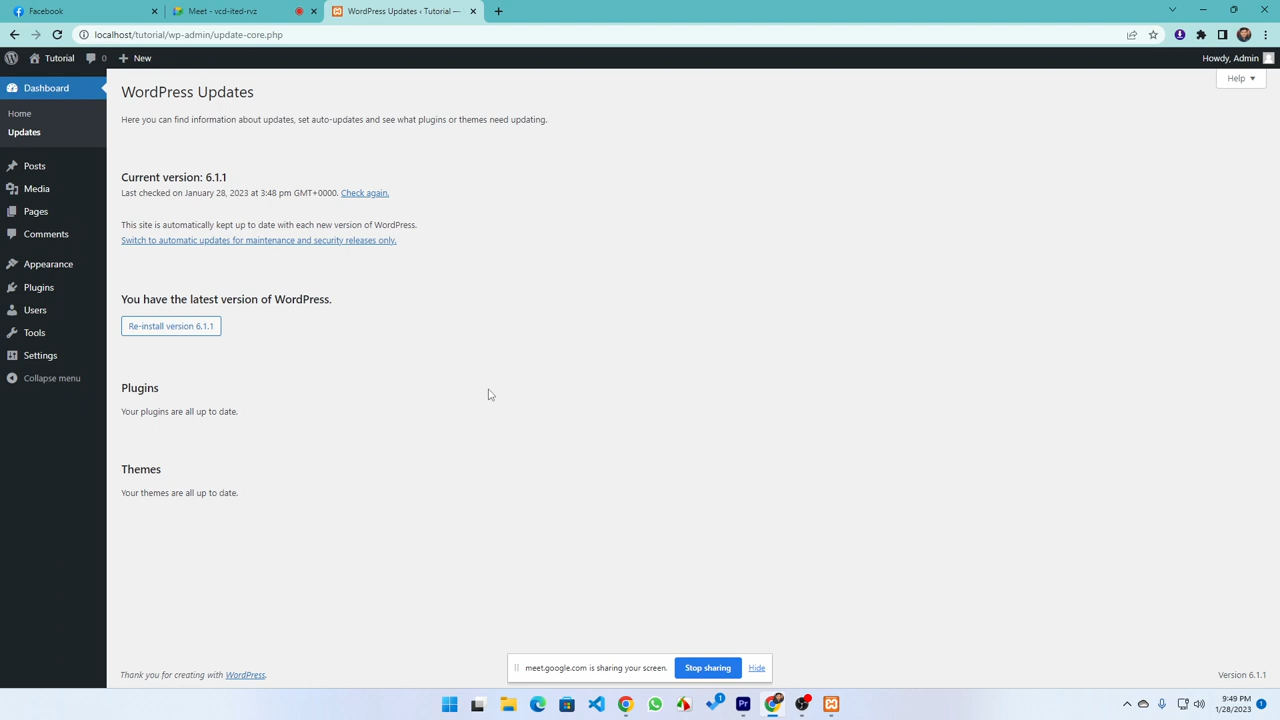 Facebook
Meet - vcd-ited-rvz
WordPress Updates ‹ Tutorial —
localhost/tutorial/wp-admin/update-core.php
Tutorial
0
New
Howdy, Admin
Help
Dashboard
Home
Updates
Posts
Media
Pages
Comments
Appearance
Plugins
Users
Tools
Settings
Collapse menu
WordPress Updates
Here you can find information about updates, set auto-updates and see what plugins or themes need updating.
Current version: 6.1.1
Last checked on January 28, 2023 at 3:48 pm GMT+0000. Check again.
This site is automatically kept up to date with each new version of WordPress.
Switch to automatic updates for maintenance and security releases only.
You have the latest version of WordPress.
Re-install version 6.1.1
Plugins
Your plugins are all up to date.
Themes
Your themes are all up to date.
meet.google.com is sharing your screen. Stop sharing Hide
Thank you for creating with WordPress.
Version 6.1.1
1
Pr
9:49 PM
1/28/2023
1